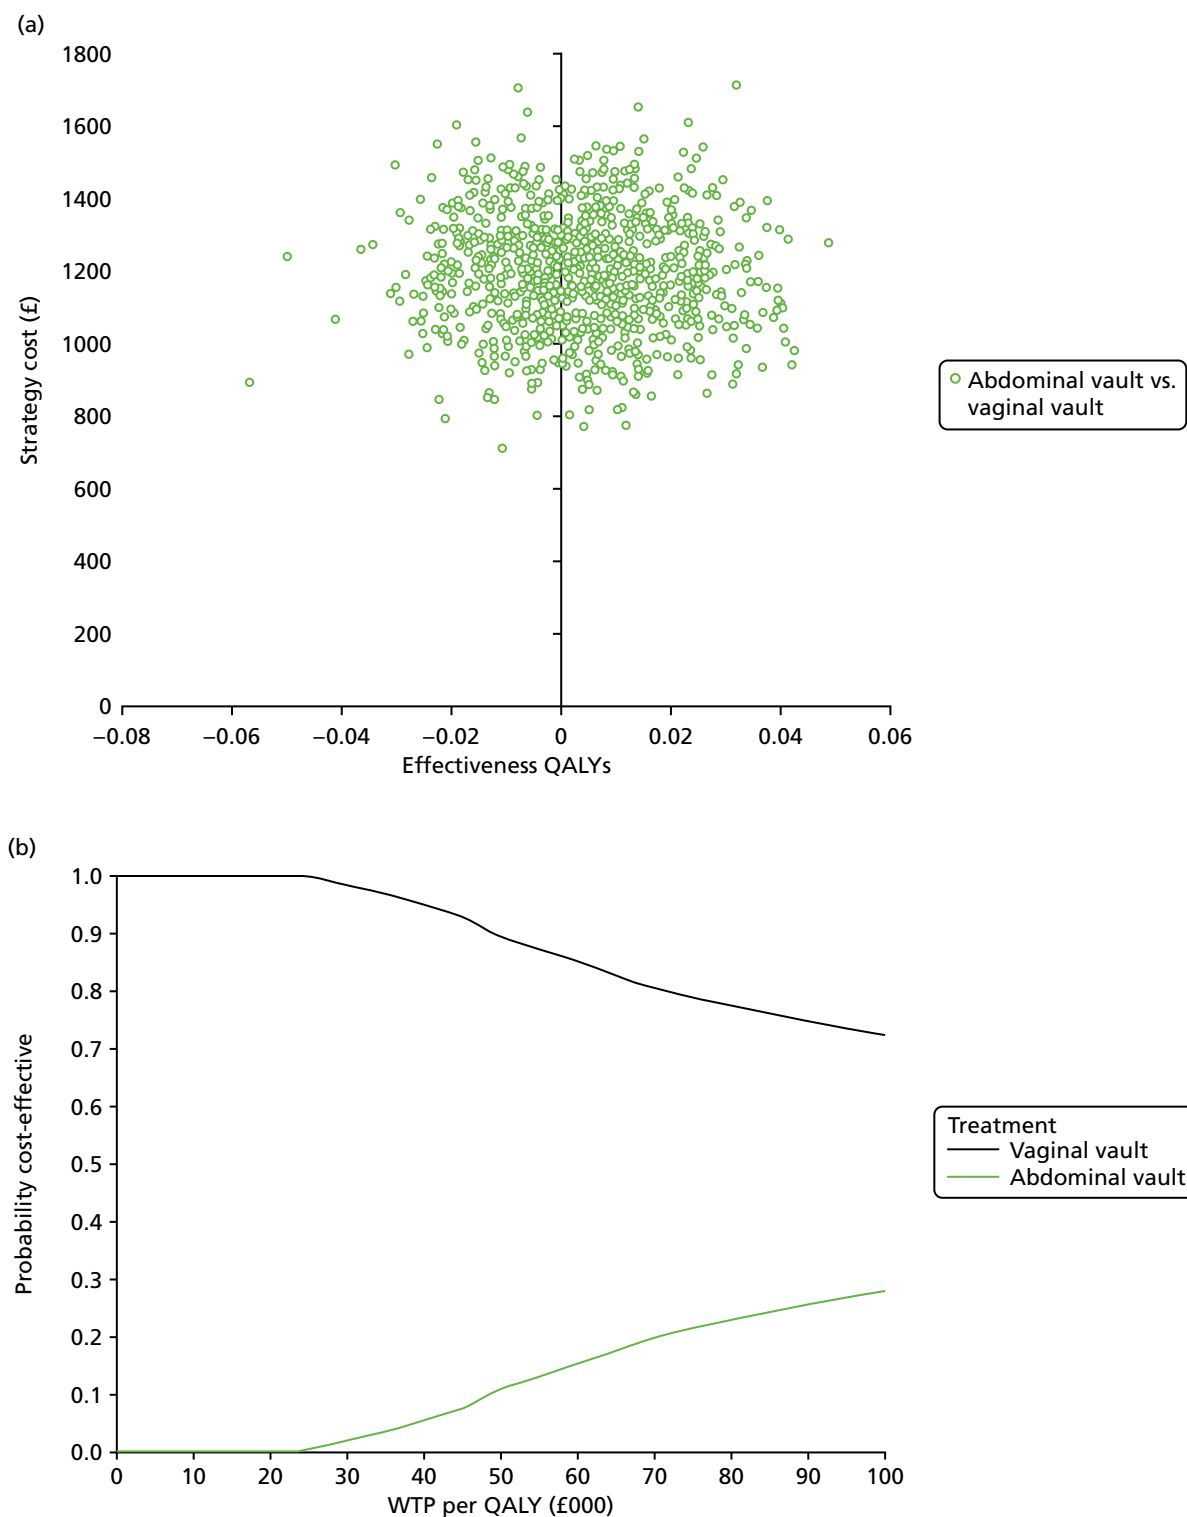 (a)
1800
1600
1400
1200
1000
800
600
400
200
0
Strategy cost (£)
−0.08 −0.06 −0.04 −0.02 0 0.02 0.04 0.06
Effectiveness QALYs
Abdominal vault vs.
vaginal vault
(b)
1.0
0.9
0.8
0.7
0.6
0.5
0.4
0.3
0.2
0.1
0.0
Probability cost-effective
0 10 20 30 40 50 60 70 80 90 100
WTP per QALY (£000)
Treatment
Vaginal vault
Abdominal vault